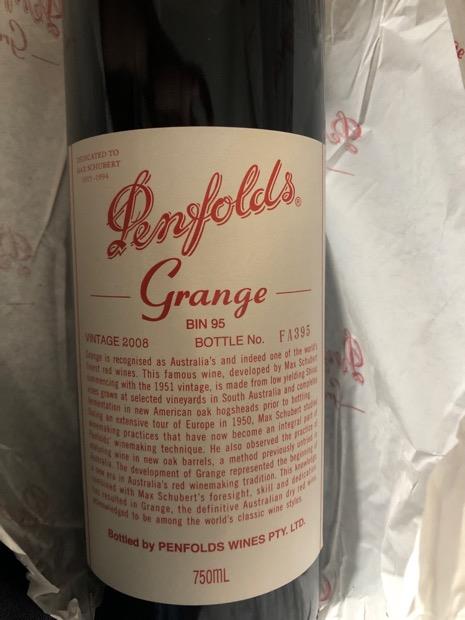 DEDICATED TO
MAX SCHUBERT
1915-1994
Penfolds®
Grange
BIN 95
VINTAGE 2008 BOTTLE No. FA395
Grange is recognised as Australia's and indeed one of the world's
finest red wines. This famous wine, developed by Max Schubert
commencing with the 1951 vintage, is made from low yielding Shiraz
vines grown at selected vineyards in South Australia and completes
fermentation in new American oak hogsheads prior to bottling.
During an extensive tour of Europe in 1950, Max Schubert studied
winemaking practices that have now become an integral part of
Penfolds' winemaking technique. He also observed the practice of
maturing wine in new oak barrels, a method previously untried in
Australia. The development of Grange represented the beginning of
a new era in Australia's red winemaking tradition. This knowledge
combined with Max Schubert's foresight, skill and dedication
has resulted in Grange, the definitive Australian dry red wine,
acknowledged to be among the world's classic wine styles.
Bottled by PENFOLDS WINES PTY. LTD.
750mL